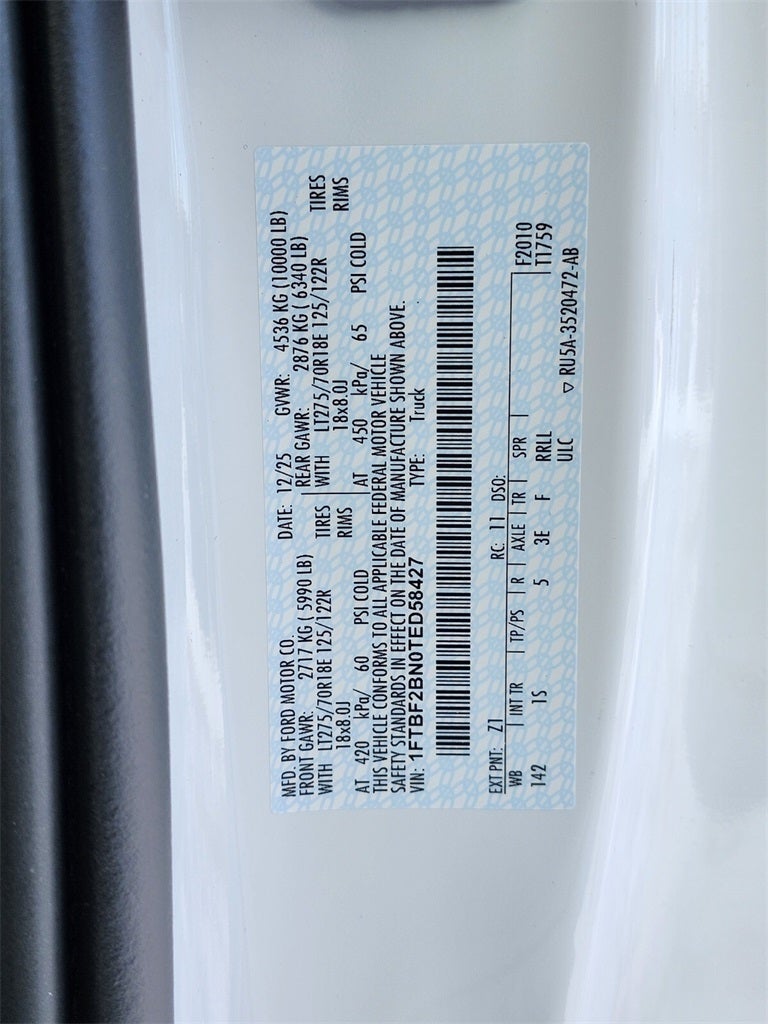 MFD. BY FORD MOTOR CO.
DATE: 12/25 GVWR: 4536 KG (10000 LB)
FRONT GAWR: 2717 KG ( 5990 LB) REAR GAWR: 2876 KG ( 6340 LB)
WITH LT275/70R18E 125/122R TIRES WITH LT275/70R18E 125/122R TIRES
18x8.0J RIMS 18x8.0J RIMS
AT 420 kPa/ 60 PSI COLD AT 450 kPa/ 65 PSI COLD
THIS VEHICLE CONFORMS TO ALL APPLICABLE FEDERAL MOTOR VEHICLE
SAFETY STANDARDS IN EFFECT ON THE DATE OF MANUFACTURE SHOWN ABOVE.
VIN: 1FTBF2BN0TED58427 TYPE: Truck
EXT PNT: Z1 RC: 11 DSO:
WB INT TR TP/PS R AXLE TR SPR F2010
142 1S 5 3E F RRLL T1759
ULC ▽ RU5A-3520472-AB